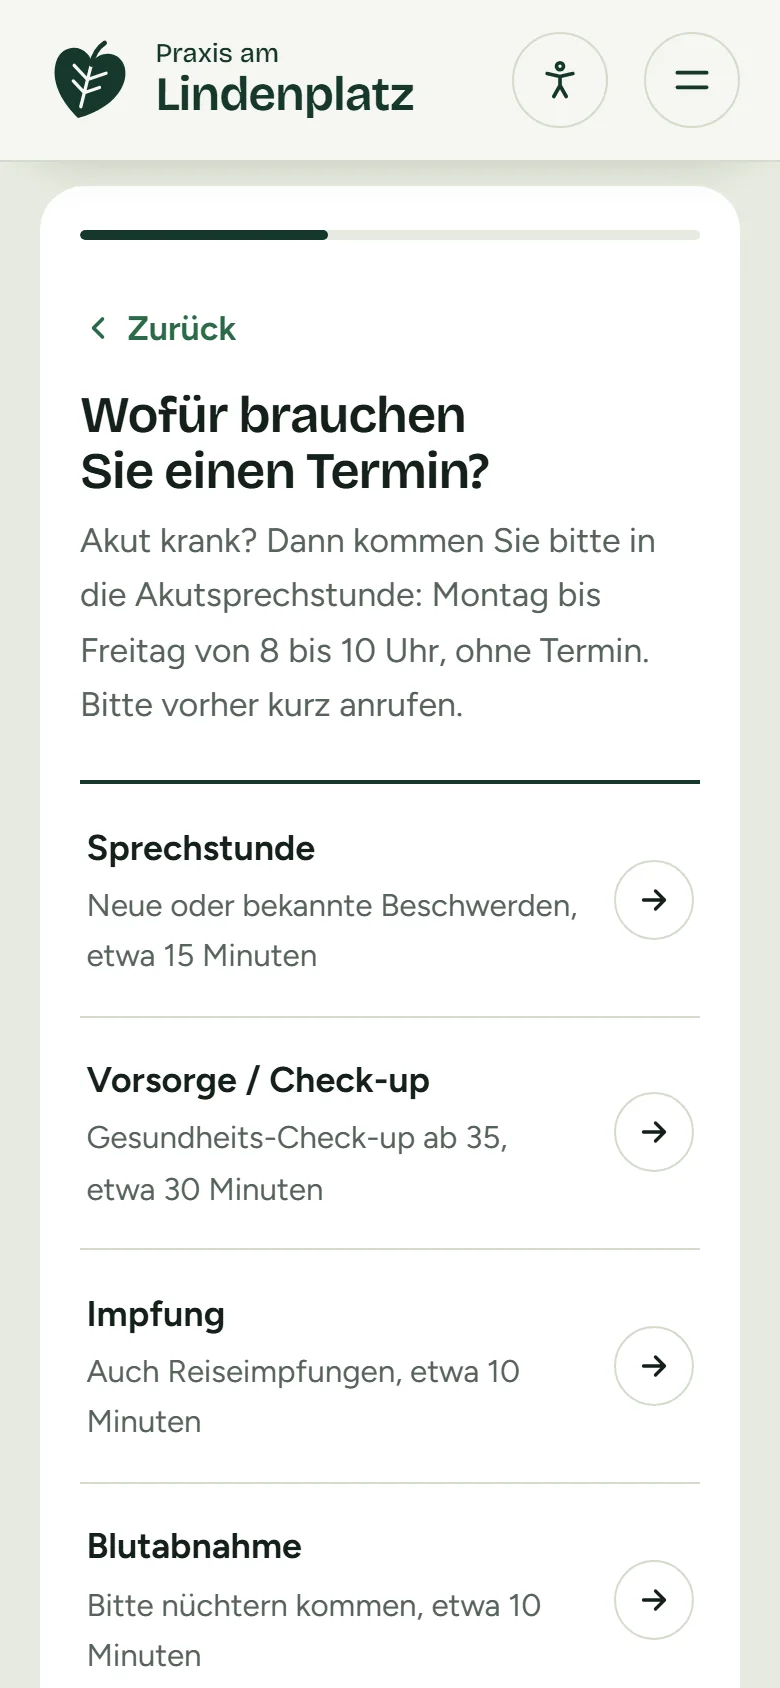 Praxis am
Lindenplatz
Zurück
Wofür brauchen
Sie einen Termin?
Akut krank? Dann kommen Sie bitte in
die Akutsprechstunde: Montag bis
Freitag von 8 bis 10 Uhr, ohne Termin.
Bitte vorher kurz anrufen.
Sprechstunde
Neue oder bekannte Beschwerden,
etwa 15 Minuten
Vorsorge / Check-up
Gesundheits-Check-up ab 35,
etwa 30 Minuten
Impfung
Auch Reiseimpfungen, etwa 10
Minuten
Blutabnahme
Bitte nüchtern kommen, etwa 10
Minuten